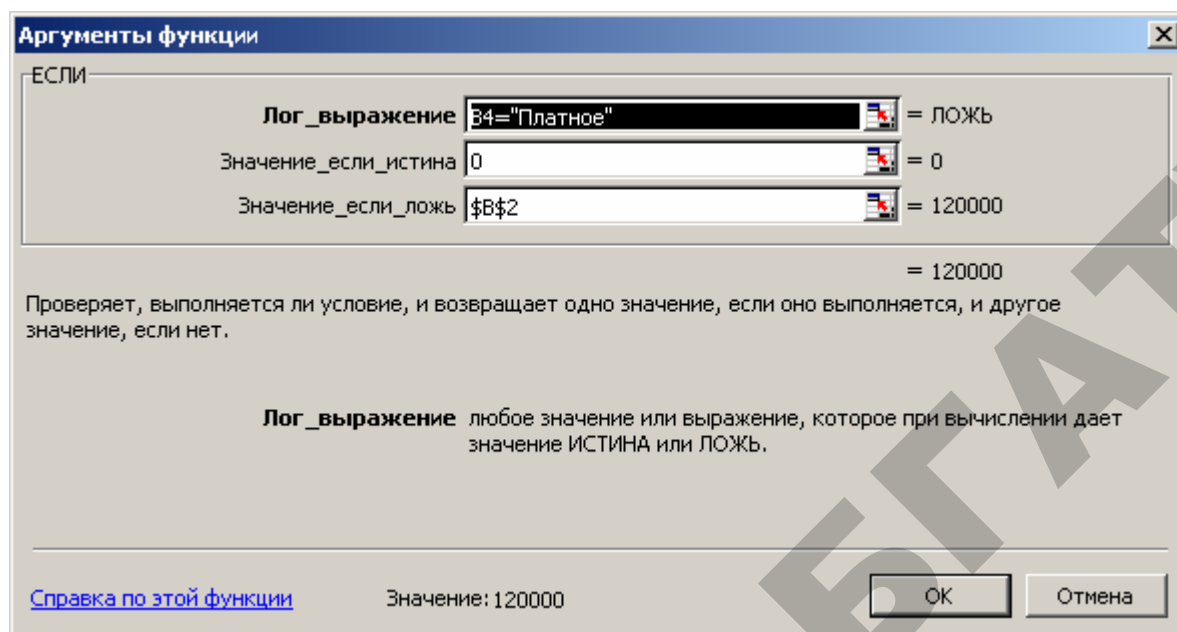 Аргументы функции
ЕСЛИ
Лог_выражение B4="Платное" = ЛОЖЬ
Значение_если_истина 0 = 0
Значение_если_ложь $B$2 = 120000
= 120000
Проверяет, выполняется ли условие, и возвращает одно значение, если оно выполняется, и другое
значение, если нет.
Лог_выражение любое значение или выражение, которое при вычислении дает
значение ИСТИНА или ЛОЖЬ.
Справка по этой функции Значение: 120000 ОК Отмена
БГАТ